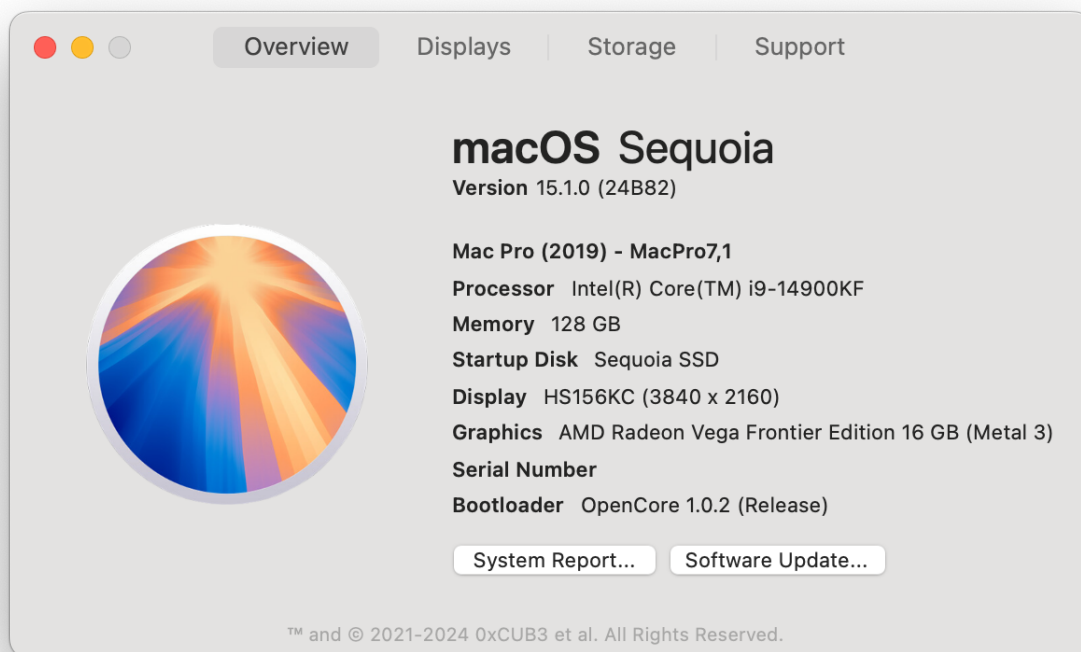 Overview Displays Storage Support
macOS Sequoia
Version 15.1.0 (24B82)
Mac Pro (2019) - MacPro7,1
Processor Intel(R) Core(TM) i9-14900KF
Memory 128 GB
Startup Disk Sequoia SSD
Display HS156KC (3840 x 2160)
Graphics AMD Radeon Vega Frontier Edition 16 GB (Metal 3)
Serial Number
Bootloader OpenCore 1.0.2 (Release)
System Report... Software Update...
™ and © 2021-2024 0xCUB3 et al. All Rights Reserved.